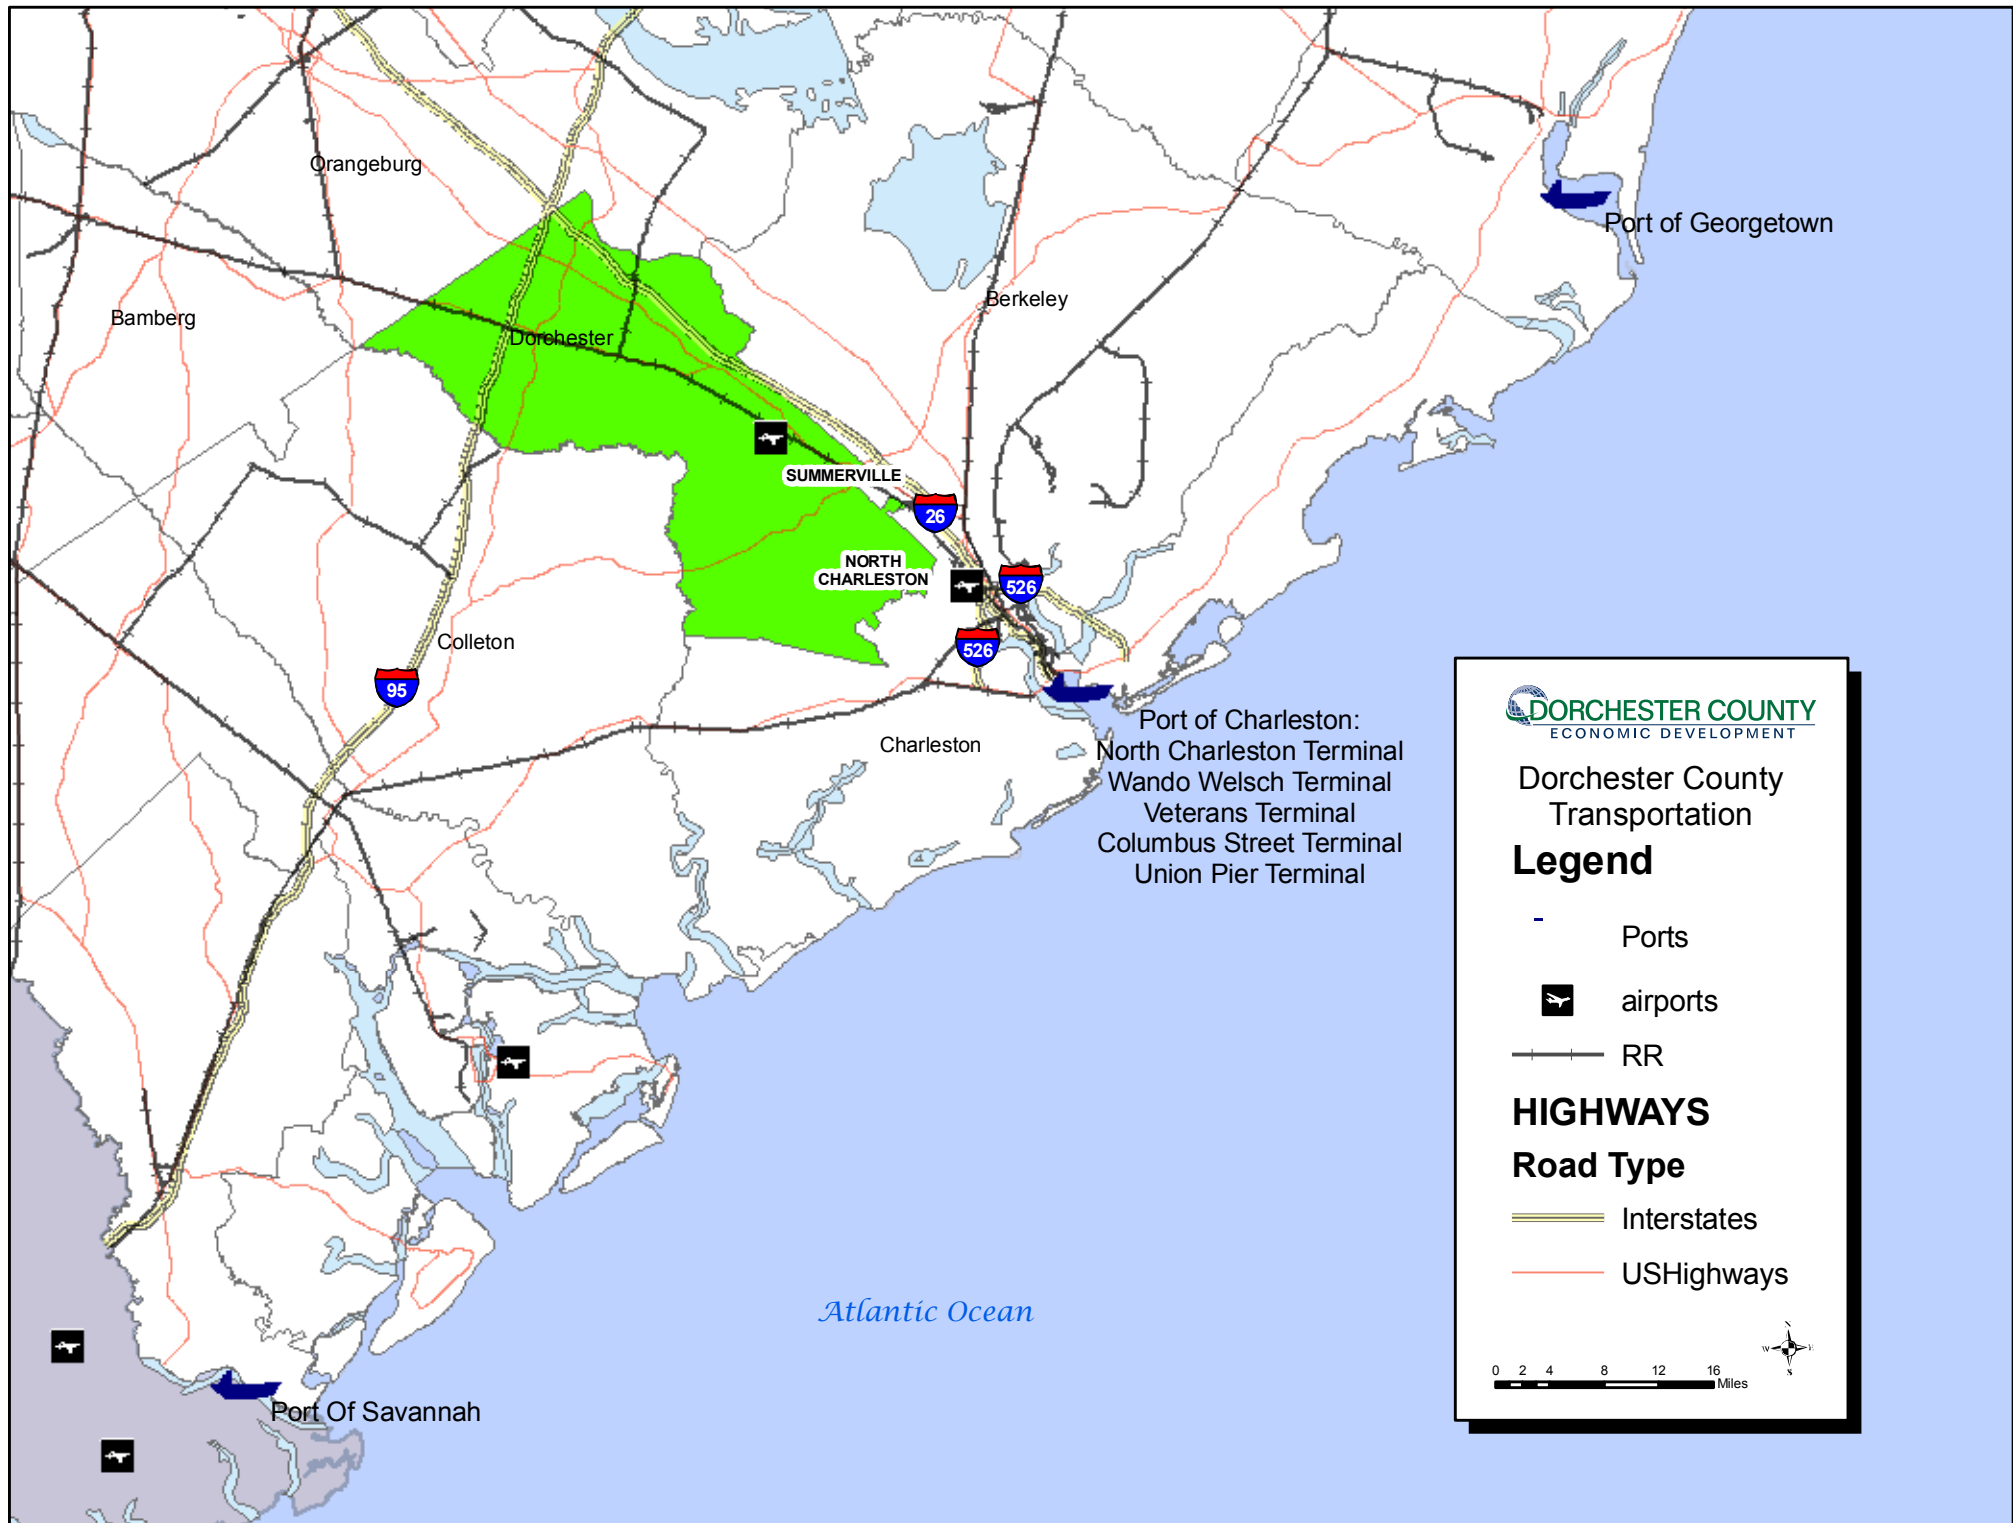 Orangeburg
Port of Georgetown
Bamberg
Berkeley
Dorchester
SUMMERVILLE
26
NORTH
CHARLESTON
526
526
Colleton
95
Charleston
Port of Charleston:
North Charleston Terminal
Wando Welsch Terminal
Veterans Terminal
Columbus Street Terminal
Union Pier Terminal
Atlantic Ocean
Port Of Savannah
DORCHESTER COUNTY
ECONOMIC DEVELOPMENT
Dorchester County
Transportation
Legend
Ports
airports
RR
HIGHWAYS
Road Type
Interstates
USHighways
N
W E
S
0 2 4 8 12 16
Miles